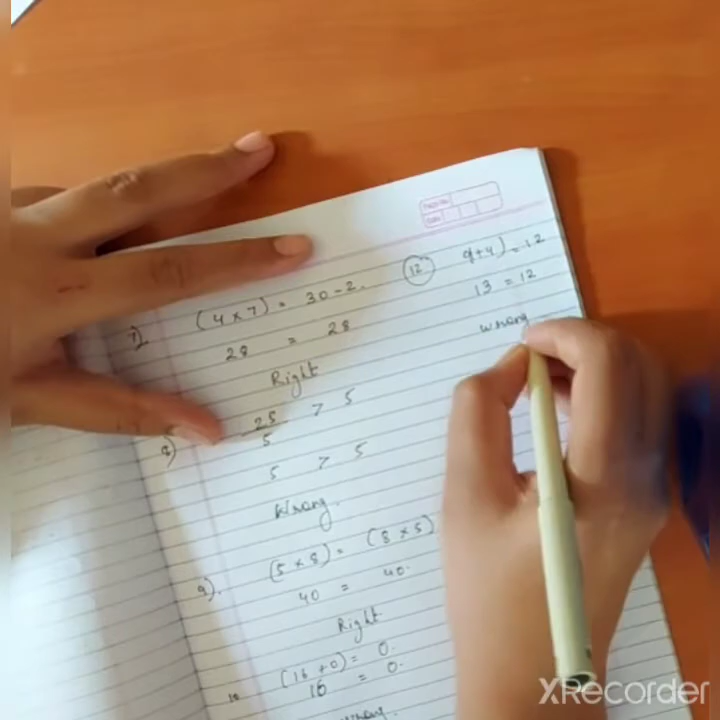 7). (4 x 7) = 30 - 2.
28 = 28
Right
8) 25/5 > 5
5 > 5
Wrong.
9). (5 x 8) = (8 x 5)
40 = 40.
Right
10 (16 + 0) = 0.
16 = 0.
Wrong.
12 9+4) = 12
13 = 12
Wrong
XRecorder